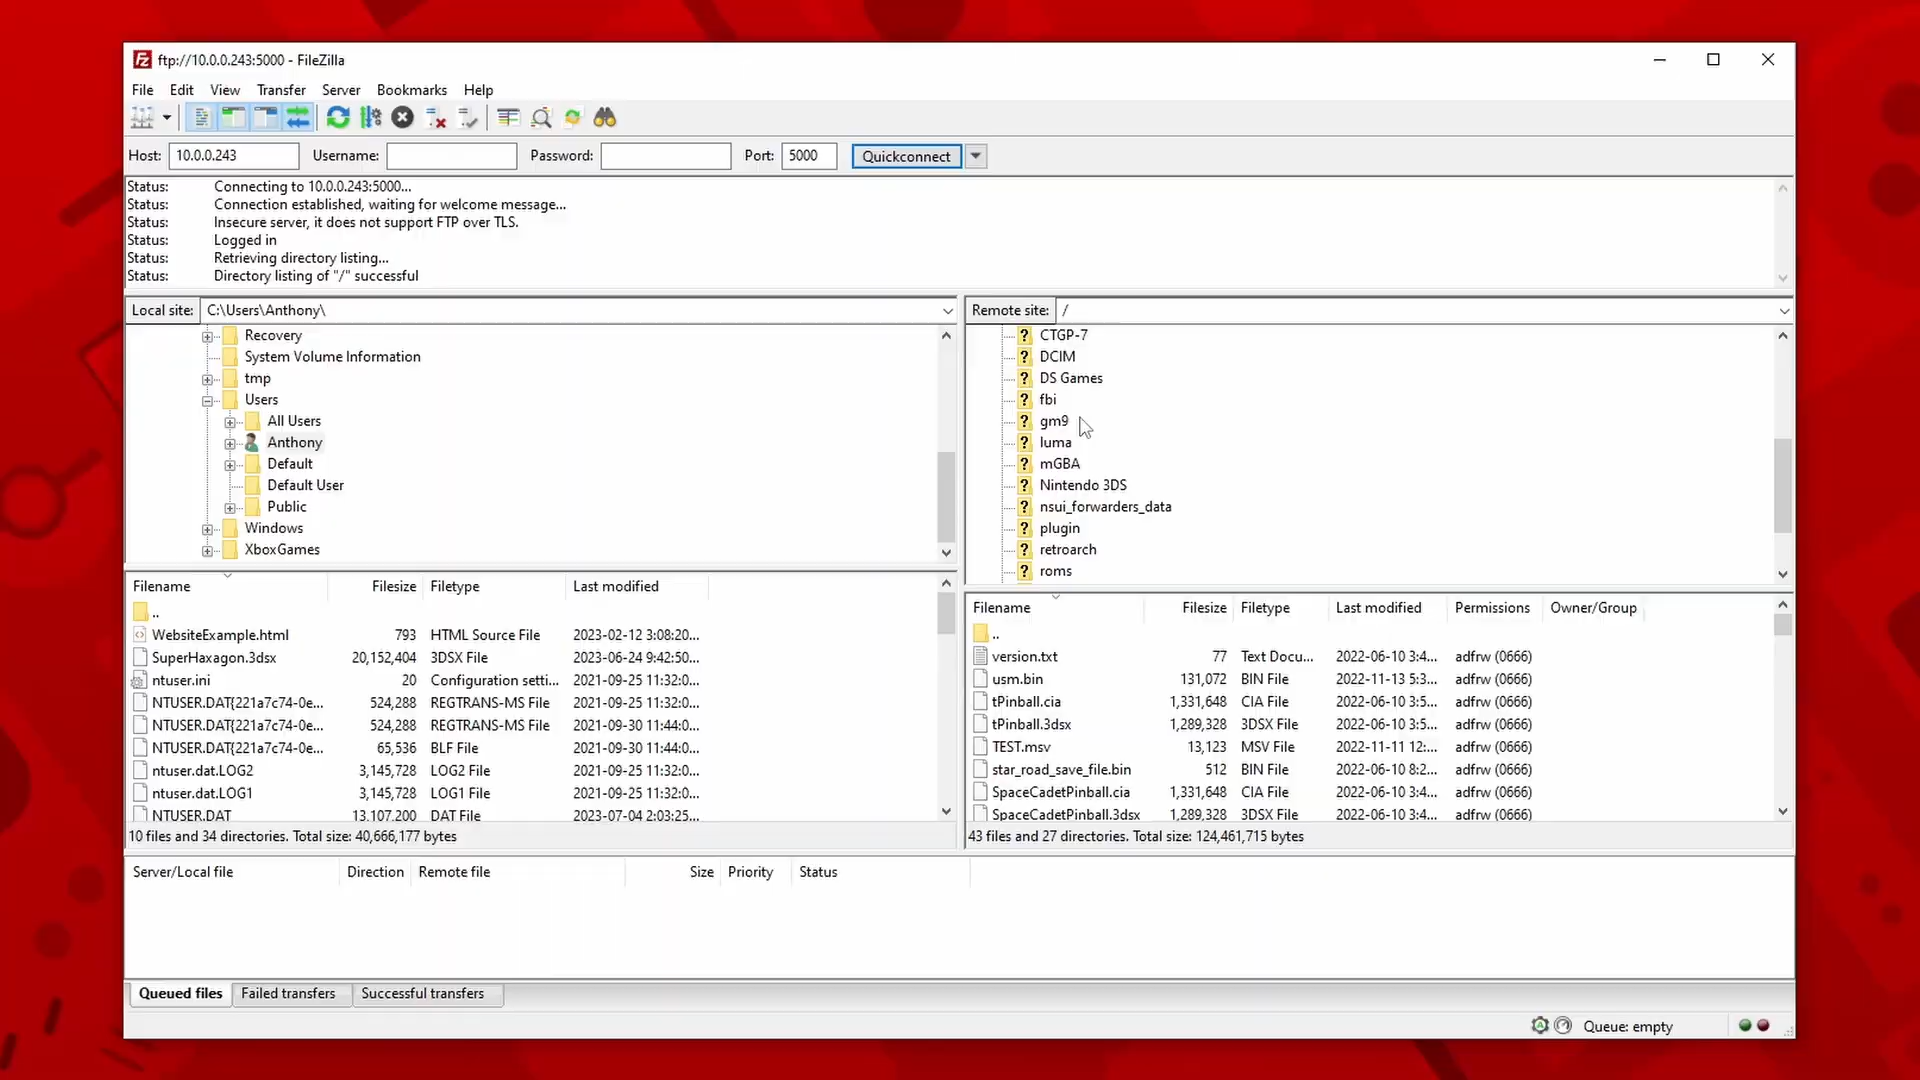 ftp://10.0.0.243:5000 - FileZilla
File Edit View Transfer Server Bookmarks Help
Host: 10.0.0.243 Username: Password: Port: 5000 Quickconnect
Status: Connecting to 10.0.0.243:5000...
Status: Connection established, waiting for welcome message...
Status: Insecure server, it does not support FTP over TLS.
Status: Logged in
Status: Retrieving directory listing...
Status: Directory listing of "/" successful
Local site: C:\Users\Anthony\
Recovery
System Volume Information
tmp
Users
All Users
Anthony
Default
Default User
Public
Windows
XboxGames
Filename Filesize Filetype Last modified
..
WebsiteExample.html 793 HTML Source File 2023-02-12 3:08:20...
SuperHaxagon.3dsx 20,152,404 3DSX File 2023-06-24 9:42:50...
ntuser.ini 20 Configuration setti... 2021-09-25 11:32:0...
NTUSER.DAT{221a7c74-0e... 524,288 REGTRANS-MS File 2021-09-25 11:32:0...
NTUSER.DAT{221a7c74-0e... 524,288 REGTRANS-MS File 2021-09-30 11:44:0...
NTUSER.DAT{221a7c74-0e... 65,536 BLF File 2021-09-30 11:44:0...
ntuser.dat.LOG2 3,145,728 LOG2 File 2021-09-25 11:32:0...
ntuser.dat.LOG1 3,145,728 LOG1 File 2021-09-25 11:32:0...
NTUSER.DAT 13,107,200 DAT File 2023-07-04 2:03:25...
10 files and 34 directories. Total size: 40,666,177 bytes
Remote site: /
? CTGP-7
? DCIM
? DS Games
? fbi
? gm9
? luma
? mGBA
? Nintendo 3DS
? nsui_forwarders_data
? plugin
? retroarch
? roms
Filename Filesize Filetype Last modified Permissions Owner/Group
..
version.txt 77 Text Docu... 2022-06-10 3:4... adfrw (0666)
usm.bin 131,072 BIN File 2022-11-13 5:3... adfrw (0666)
tPinball.cia 1,331,648 CIA File 2022-06-10 3:5... adfrw (0666)
tPinball.3dsx 1,289,328 3DSX File 2022-06-10 3:5... adfrw (0666)
TEST.msv 13,123 MSV File 2022-11-11 12:... adfrw (0666)
star_road_save_file.bin 512 BIN File 2022-06-10 8:2... adfrw (0666)
SpaceCadetPinball.cia 1,331,648 CIA File 2022-06-10 3:4... adfrw (0666)
SpaceCadetPinball.3dsx 1,289,328 3DSX File 2022-06-10 3:4... adfrw (0666)
43 files and 27 directories. Total size: 124,461,715 bytes
Server/Local file Direction Remote file Size Priority Status
Queued files Failed transfers Successful transfers
Queue: empty